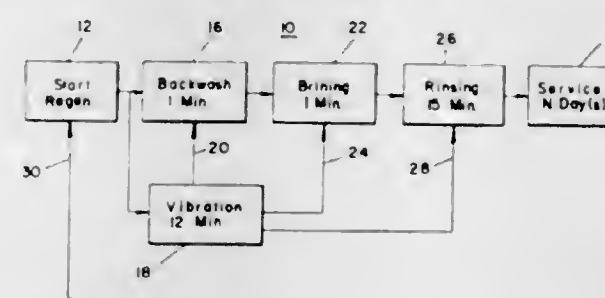 12
16
10
22
26
Start
Regen
Backwash
1 Min
Brining
1 Min
Rinsing
15 Min
Service
N Day(s)
30
20
24
28
Vibration
12 Min
18